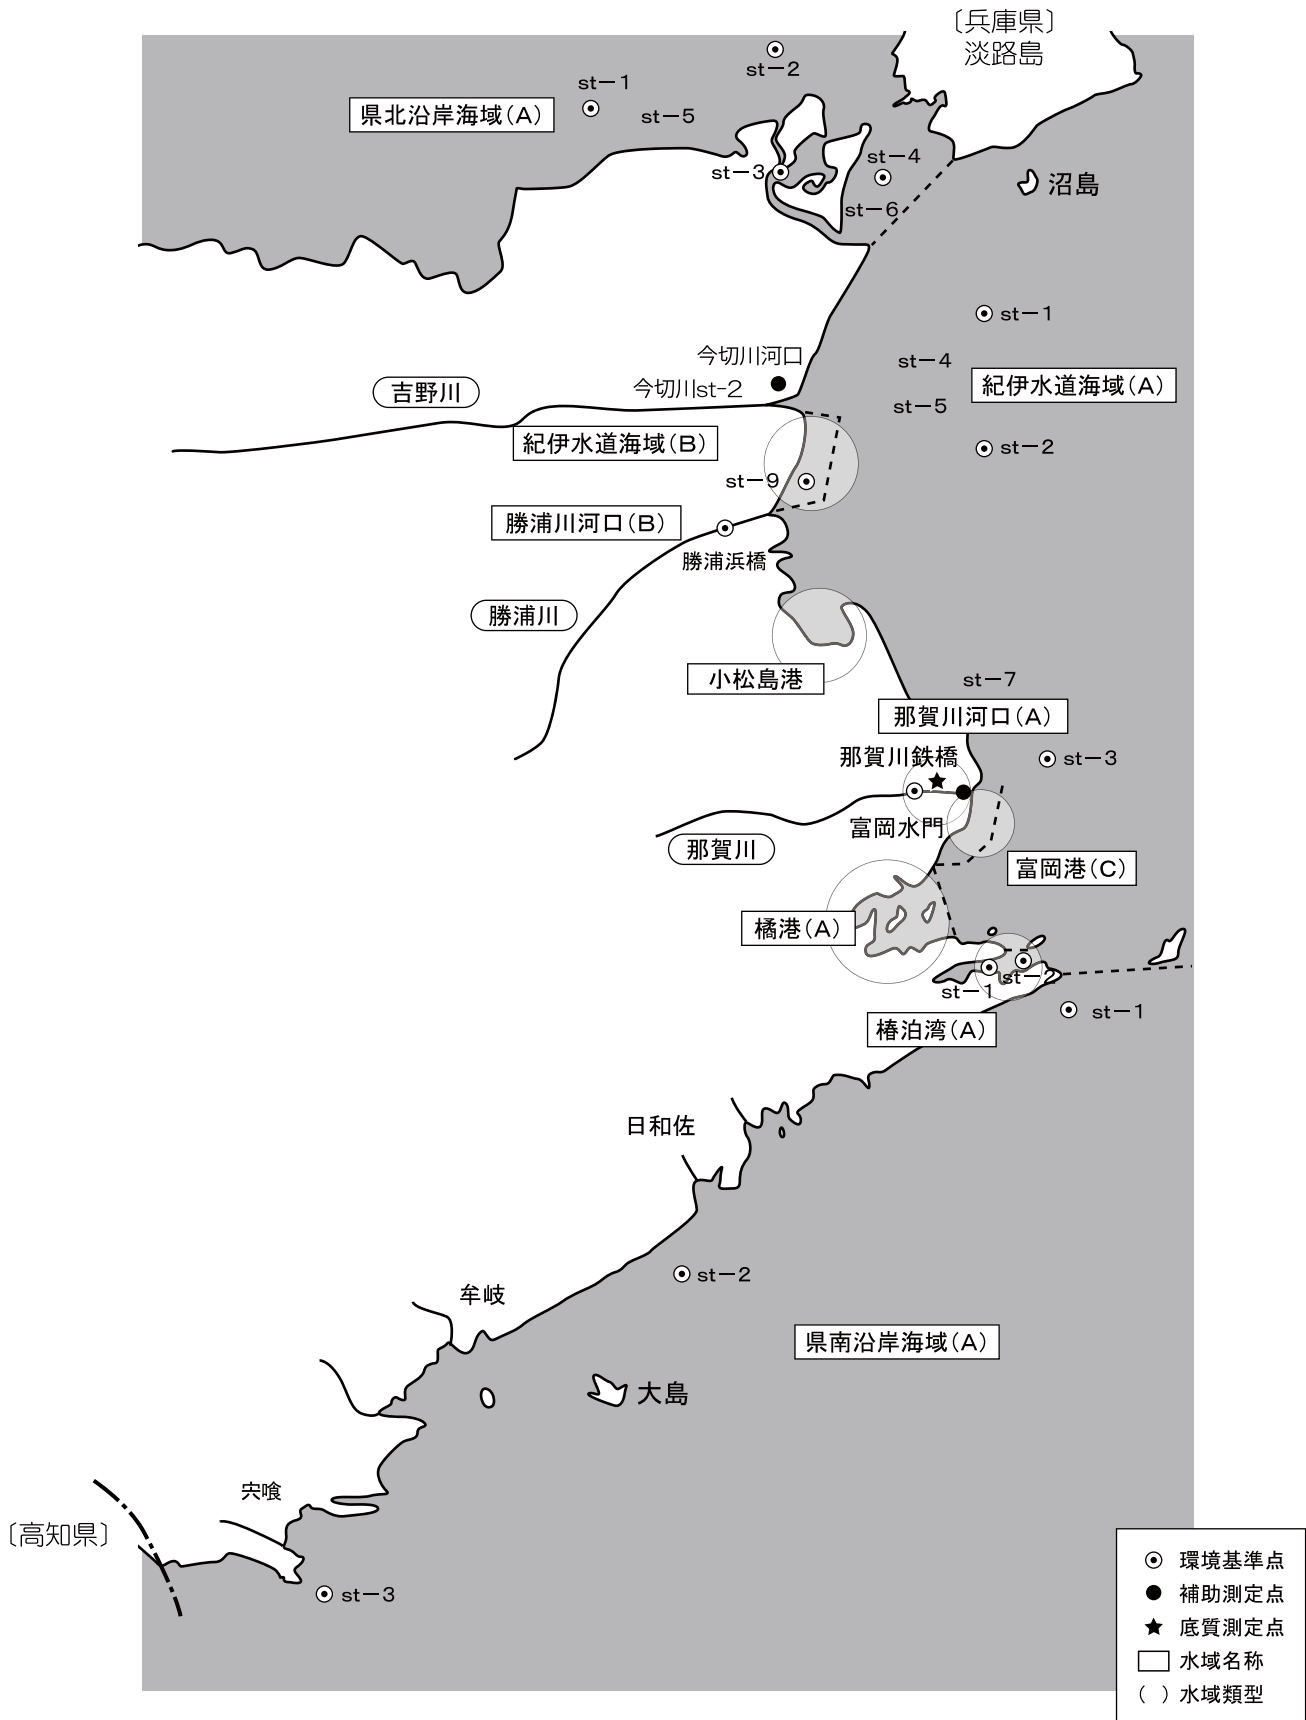 〔兵庫県〕
淡路島
st－2
st－1
県北沿岸海域（A）
st－5
st－4
st－3
沼島
st－6
st－1
今切川河口
st－4
紀伊水道海域（A）
今切川st-2
吉野川
st－5
紀伊水道海域（B）
st－2
st－9
勝浦川河口（B）
勝浦浜橋
勝浦川
小松島港
st－7
那賀川河口（A）
那賀川鉄橋
st－3
富岡水門
那賀川
富岡港（C）
橘港（A）
st－2
st－1
st－1
椿泊湾（A）
日和佐
st－2
牟岐
県南沿岸海域（A）
大島
宍喰
〔高知県〕
st－3
環境基準点
補助測定点
底質測定点
水域名称
（ ）水域類型